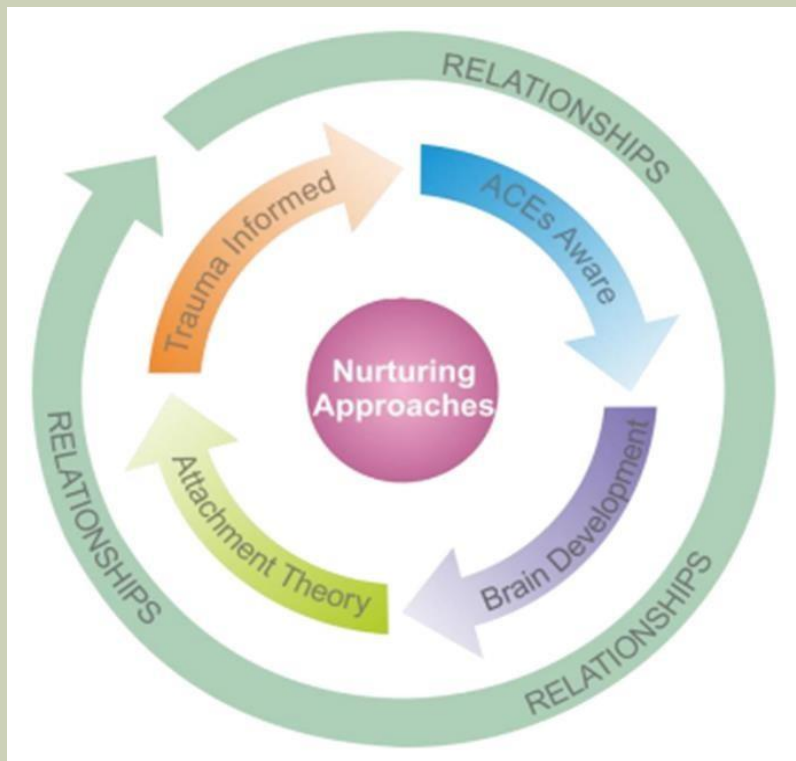 RELATIONSHIPS
Trauma Informed
ACEs Aware
Nurturing
Approaches
Brain Development
Attachment Theory
RELATIONSHIPS
RELATIONSHIPS